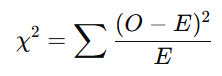 χ² = ∑ (O − E)² / E